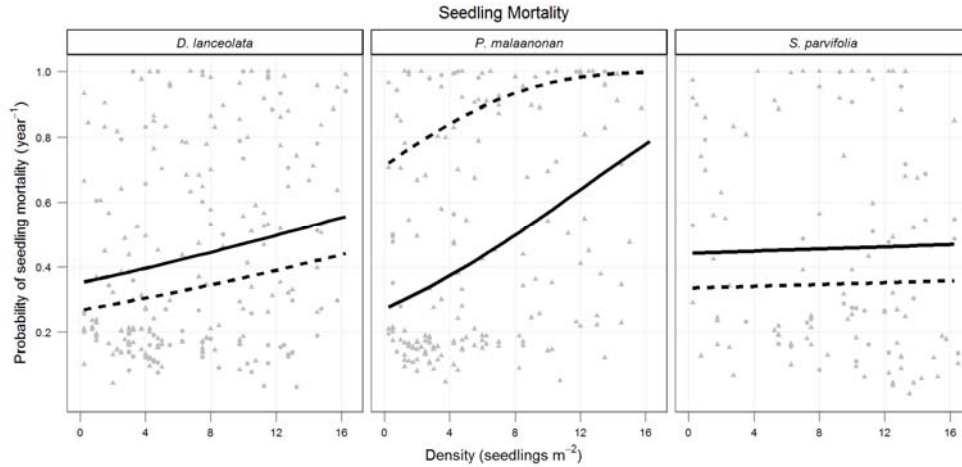 Seedling Mortality
D. lanceolata P. malaanonan S. parvifolia
Probability of seedling mortality (year⁻¹)
1.0
0.8
0.6
0.4
0.2
0 4 8 12 16 0 4 8 12 16 0 4 8 12 16
Density (seedlings m⁻²)